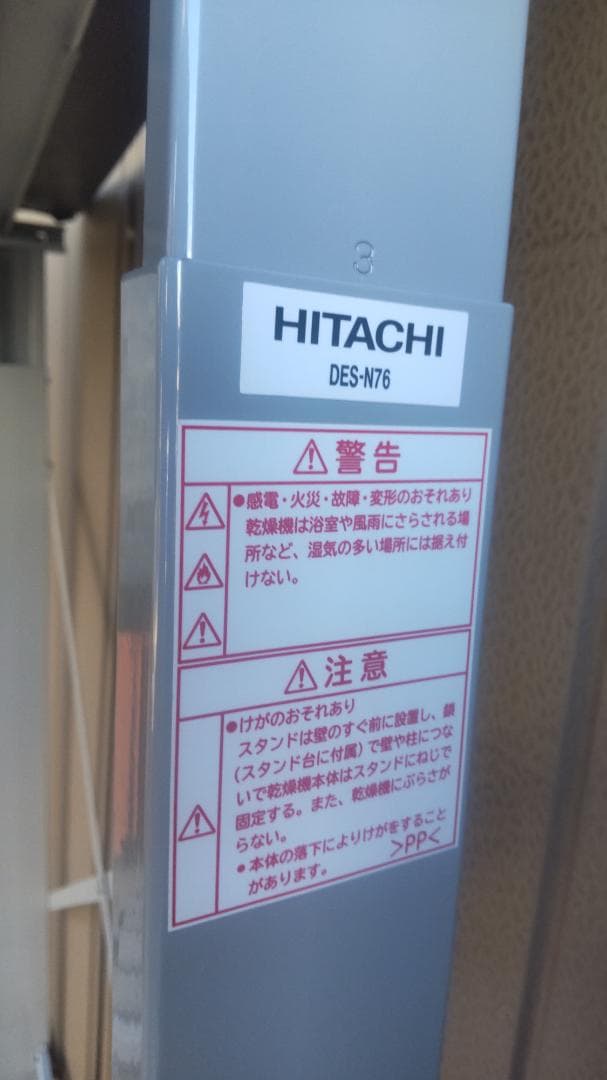 3
HITACHI
DES-N76
警告
●感電・火災・故障・変形のおそれあり
乾燥機は浴室や風雨にさらされる場
所など、湿気の多い場所には据え付
けない。
注意
●けがのおそれあり
スタンドは壁のすぐ前に設置し、鎖
(スタンド台に付属)で壁や柱につな
いで乾燥機本体はスタンドにねじで
固定する。また、乾燥機にぶらさが
らない。
●本体の落下によりけがをすること
があります。
>PP<